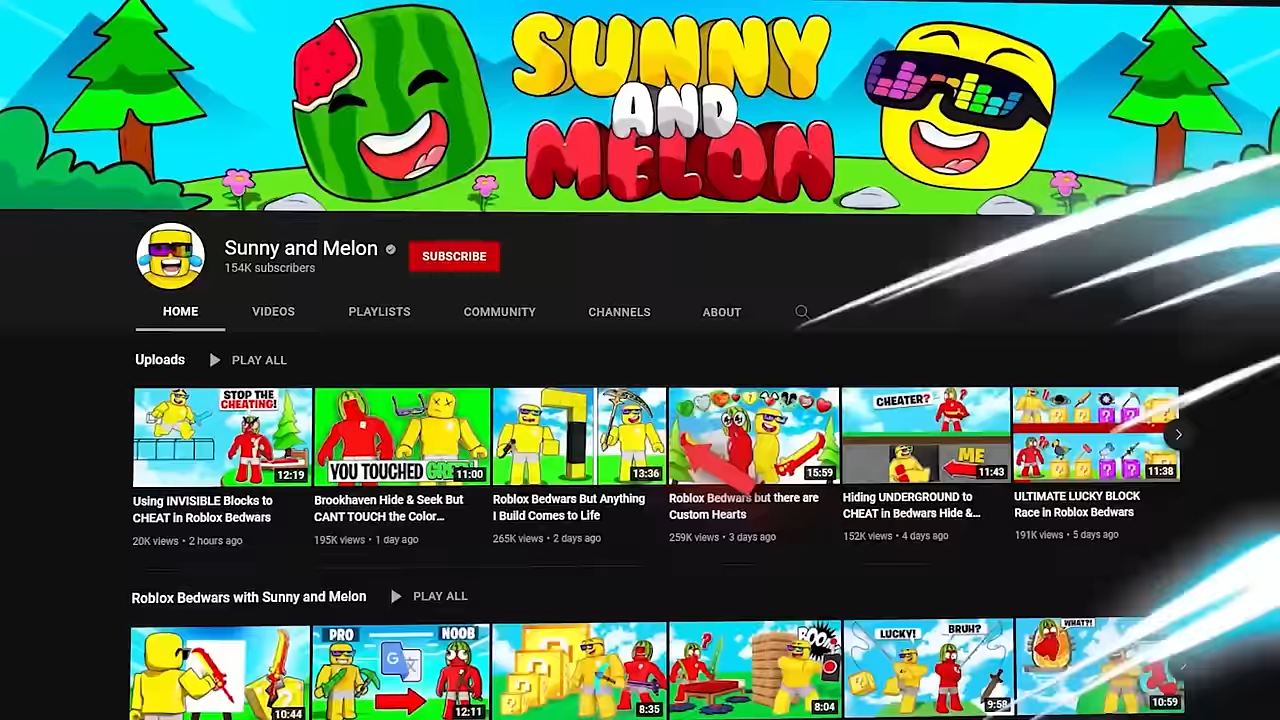 SUNNY
AND
MELON
Sunny and Melon
154K subscribers
SUBSCRIBE
HOME VIDEOS PLAYLISTS COMMUNITY CHANNELS ABOUT
Uploads PLAY ALL
STOP THE
CHEATING!
12:19
YOU TOUCHED
11:00
13:36
15:59
CHEATER?
ME
11:43
11:38
Using INVISIBLE Blocks to
CHEAT in Roblox Bedwars
20K views • 2 hours ago
Brookhaven Hide & Seek But
CANT TOUCH the Color...
195K views • 1 day ago
Roblox Bedwars But Anything
I Build Comes to Life
265K views • 2 days ago
Roblox Bedwars but there are
Custom Hearts
259K views • 3 days ago
Hiding UNDERGROUND to
CHEAT in Bedwars Hide &...
152K views • 4 days ago
ULTIMATE LUCKY BLOCK
Race in Roblox Bedwars
191K views • 5 days ago
Roblox Bedwars with Sunny and Melon PLAY ALL
10:44
PRO NOOB
G
12:11
8:35
8:04
LUCKY! BRUH?
9:58
WHAT?!
10:59